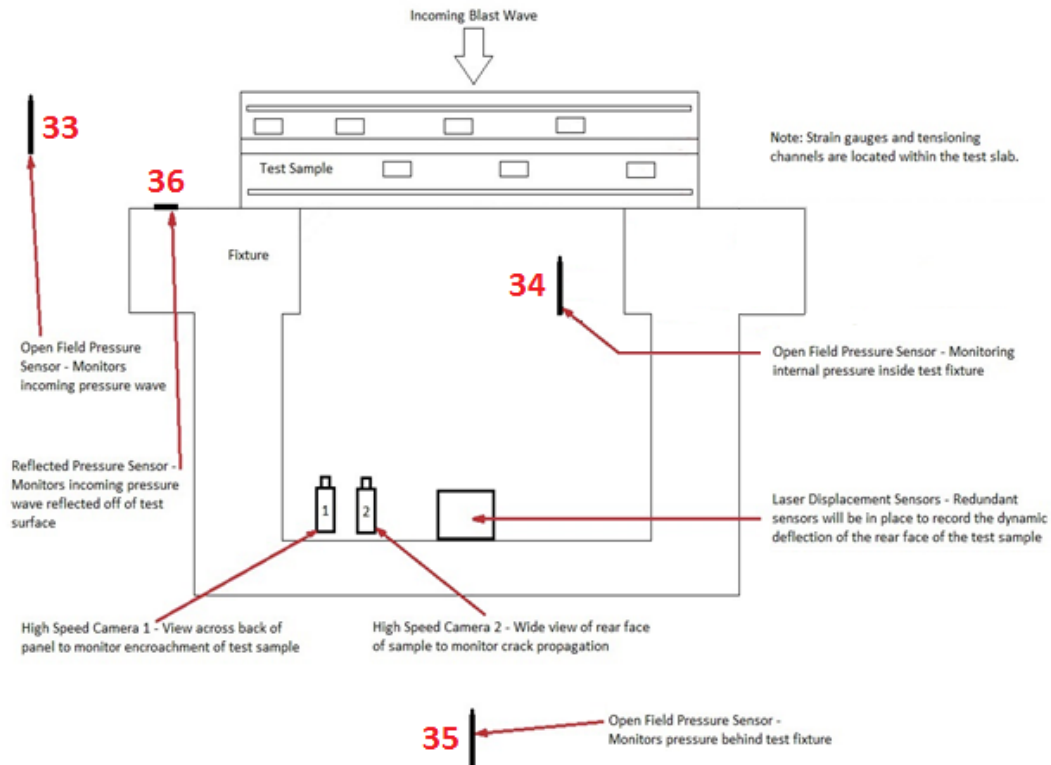 Incoming Blast Wave
33
Note: Strain gauges and tensioning
channels are located within the test slab.
Test Sample
36
Fixture
34
Open Field Pressure
Sensor - Monitors
incoming pressure wave
Open Field Pressure Sensor - Monitoring
internal pressure inside test fixture
Reflected Pressure Sensor -
Monitors incoming pressure
wave reflected off of test
surface
1
2
Laser Displacement Sensors - Redundant
sensors will be in place to record the dynamic
deflection of the rear face of the test sample
High Speed Camera 1 - View across back of
panel to monitor encroachment of test sample
High Speed Camera 2 - Wide view of rear face
of sample to monitor crack propagation
35
Open Field Pressure Sensor -
Monitors pressure behind test fixture